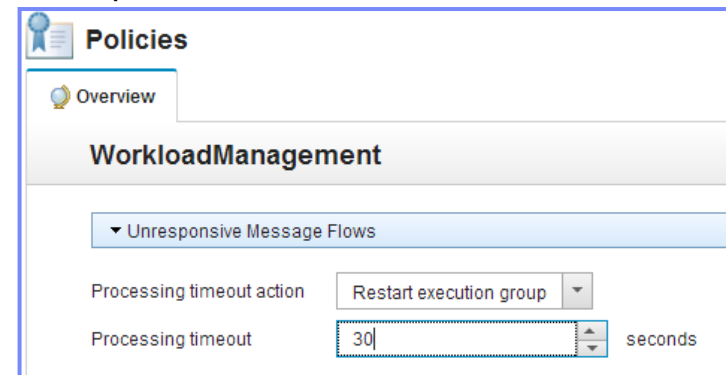 Policies
Overview
WorkloadManagement
Unresponsive Message Flows
Processing timeout action Restart execution group
Processing timeout 30 seconds